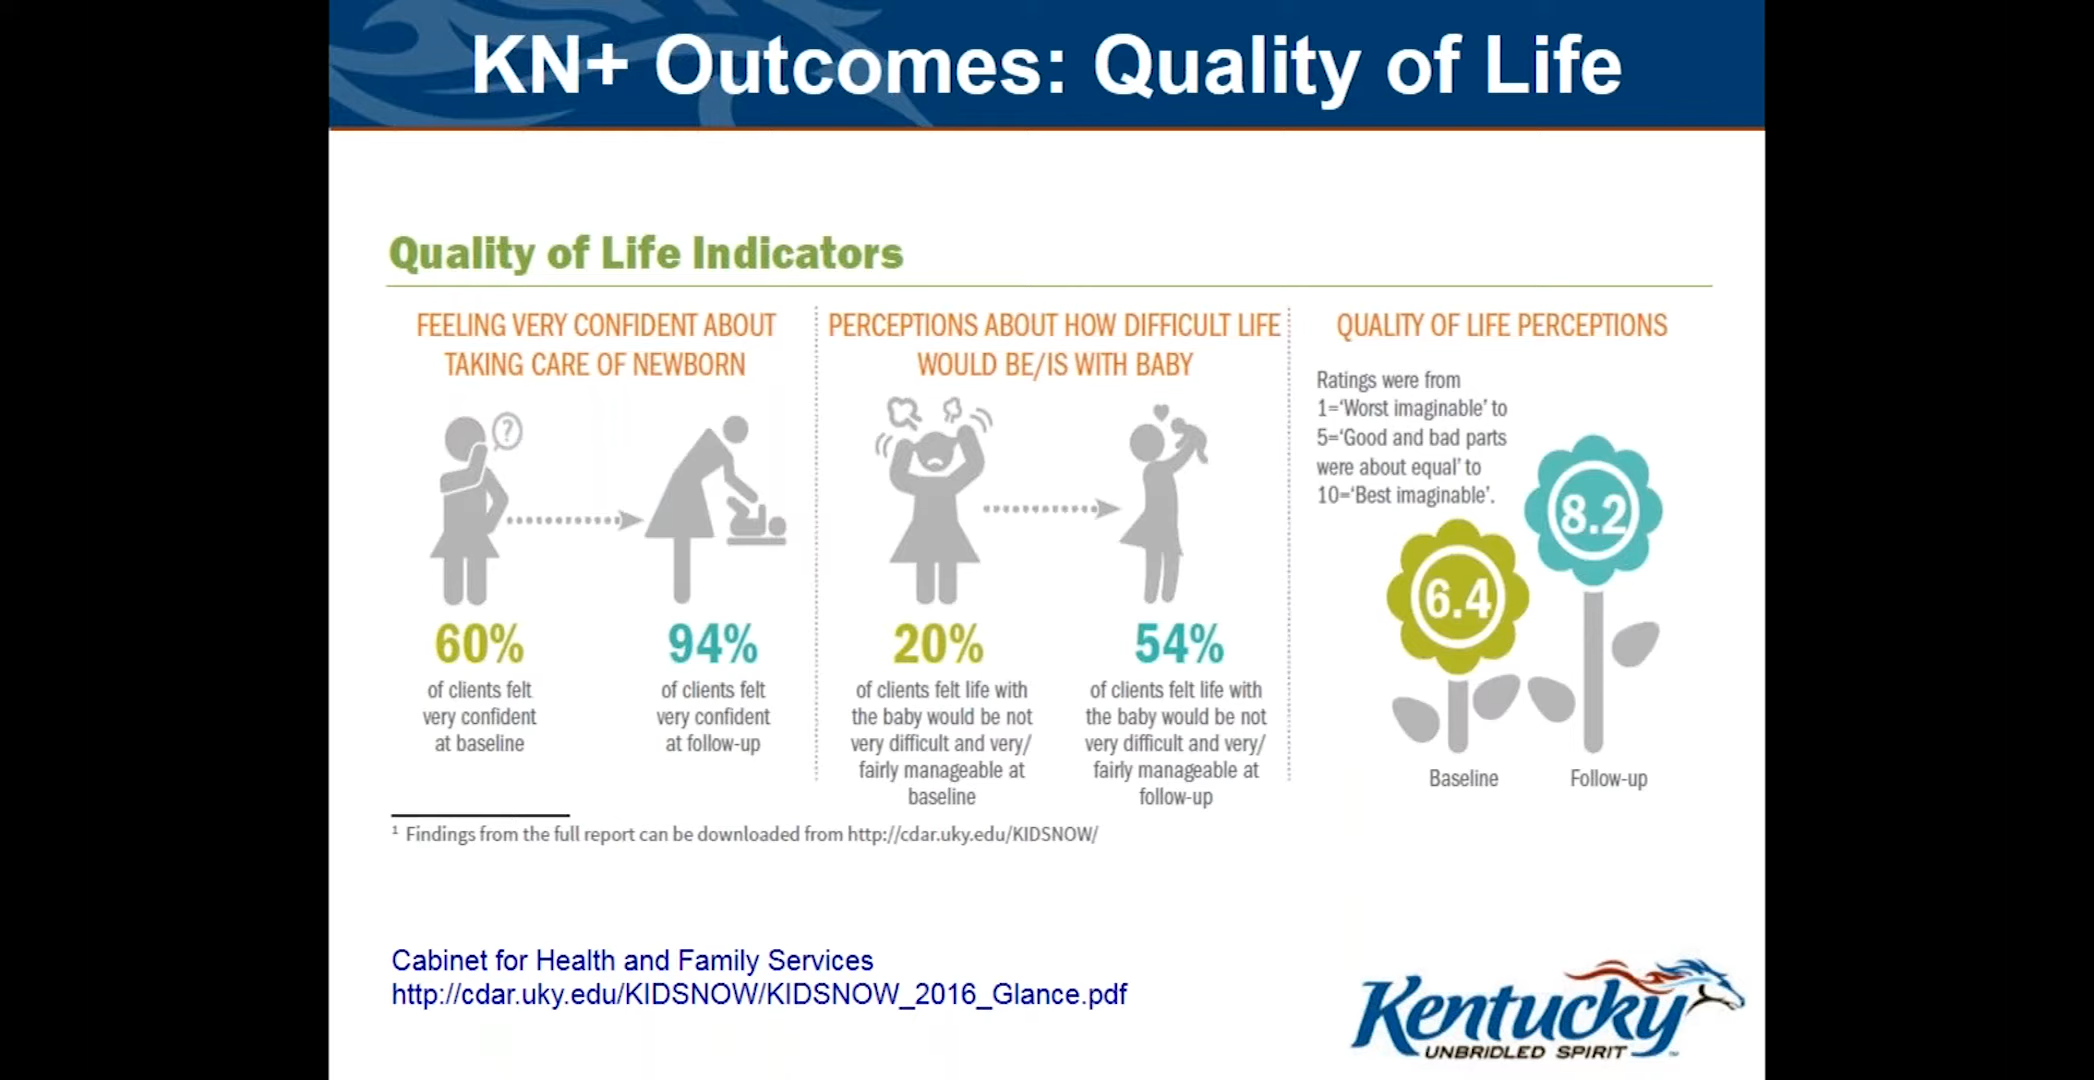 KN+ Outcomes: Quality of Life
Quality of Life Indicators
FEELING VERY CONFIDENT ABOUT
TAKING CARE OF NEWBORN
?
60%
of clients felt
very confident
at baseline
94%
of clients felt
very confident
at follow-up
PERCEPTIONS ABOUT HOW DIFFICULT LIFE
WOULD BE/IS WITH BABY
20%
of clients felt life with
the baby would be not
very difficult and very/
fairly manageable at
baseline
54%
of clients felt life with
the baby would be not
very difficult and very/
fairly manageable at
follow-up
QUALITY OF LIFE PERCEPTIONS
Ratings were from
1=‘Worst imaginable’ to
5=‘Good and bad parts
were about equal’ to
10=‘Best imaginable’.
6.4
8.2
Baseline
Follow-up
¹ Findings from the full report can be downloaded from http://cdar.uky.edu/KIDSNOW/
Cabinet for Health and Family Services
http://cdar.uky.edu/KIDSNOW/KIDSNOW_2016_Glance.pdf
Kentucky
UNBRIDLED SPIRIT™